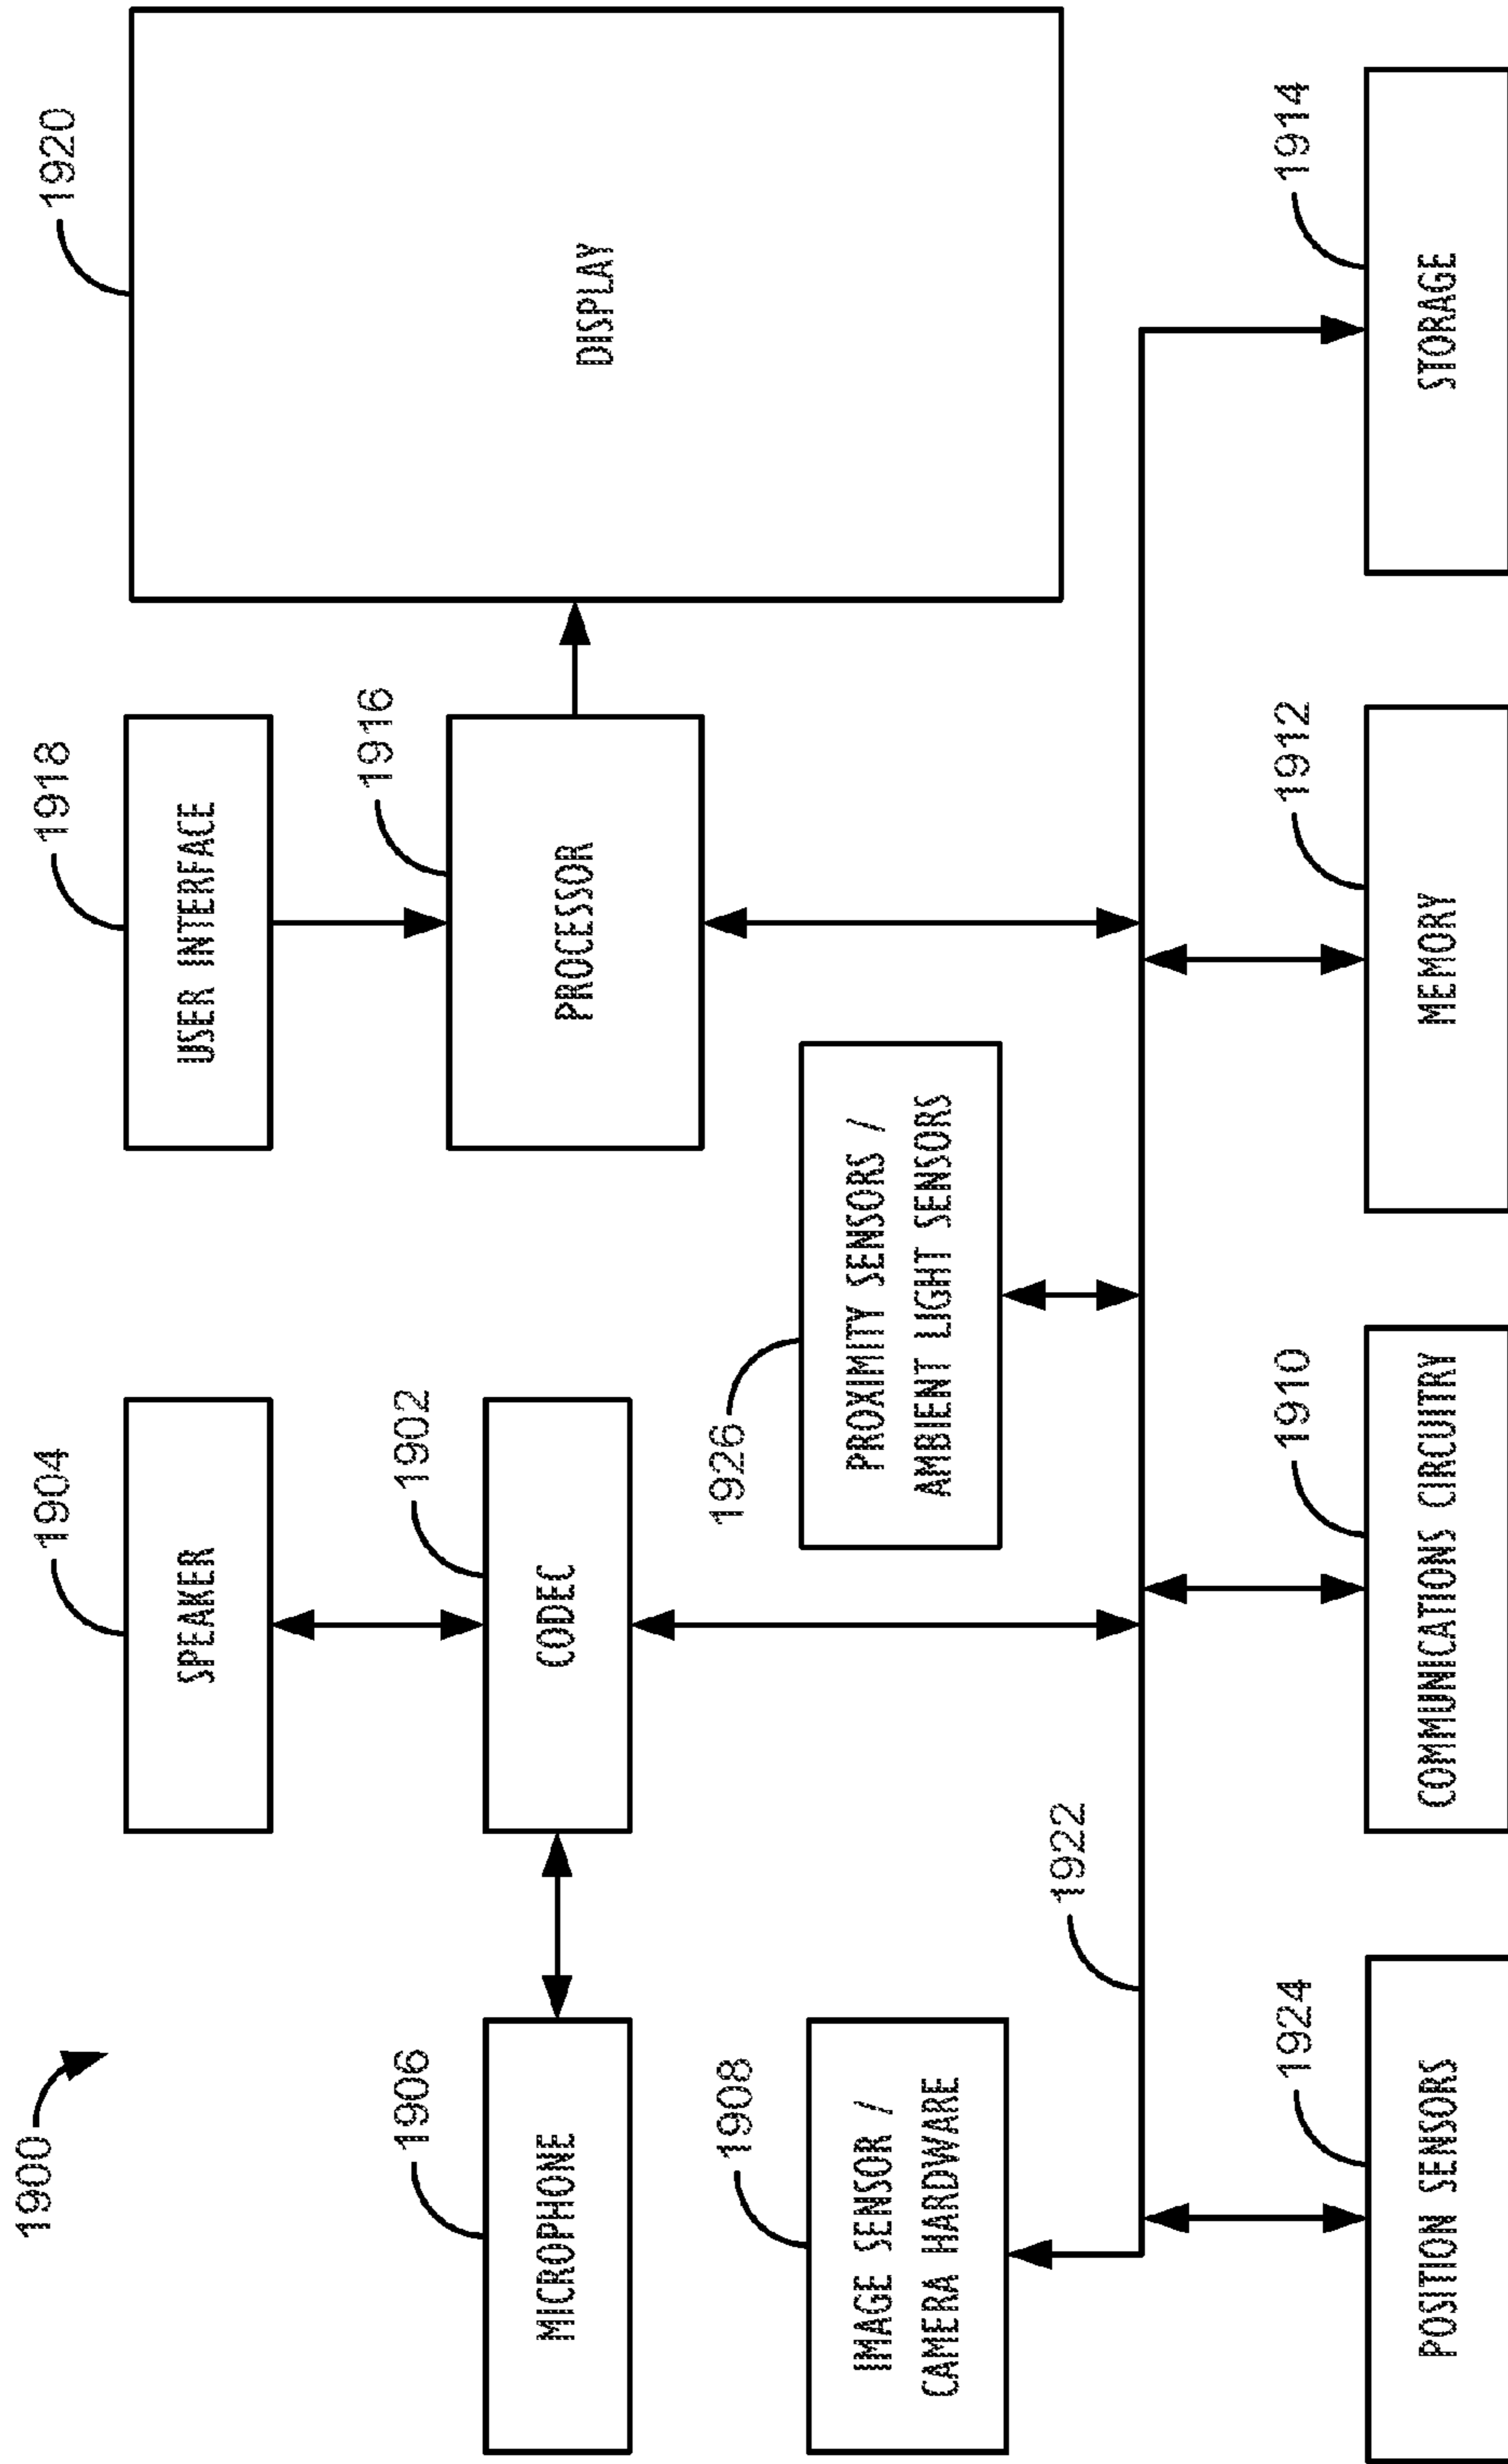 1900
1904
SPEAKER
1918
USER INTERFACE
1920
DISPLAY
1906
MICROPHONE
1902
CODEC
1916
PROCESSOR
1908
IMAGE SENSOR /
CAMERA HARDWARE
1926
PROXIMITY SENSORS /
AMBIENT LIGHT SENSORS
1922
1924
POSITION SENSORS
1910
COMMUNICATIONS CIRCUITRY
1912
MEMORY
1914
STORAGE